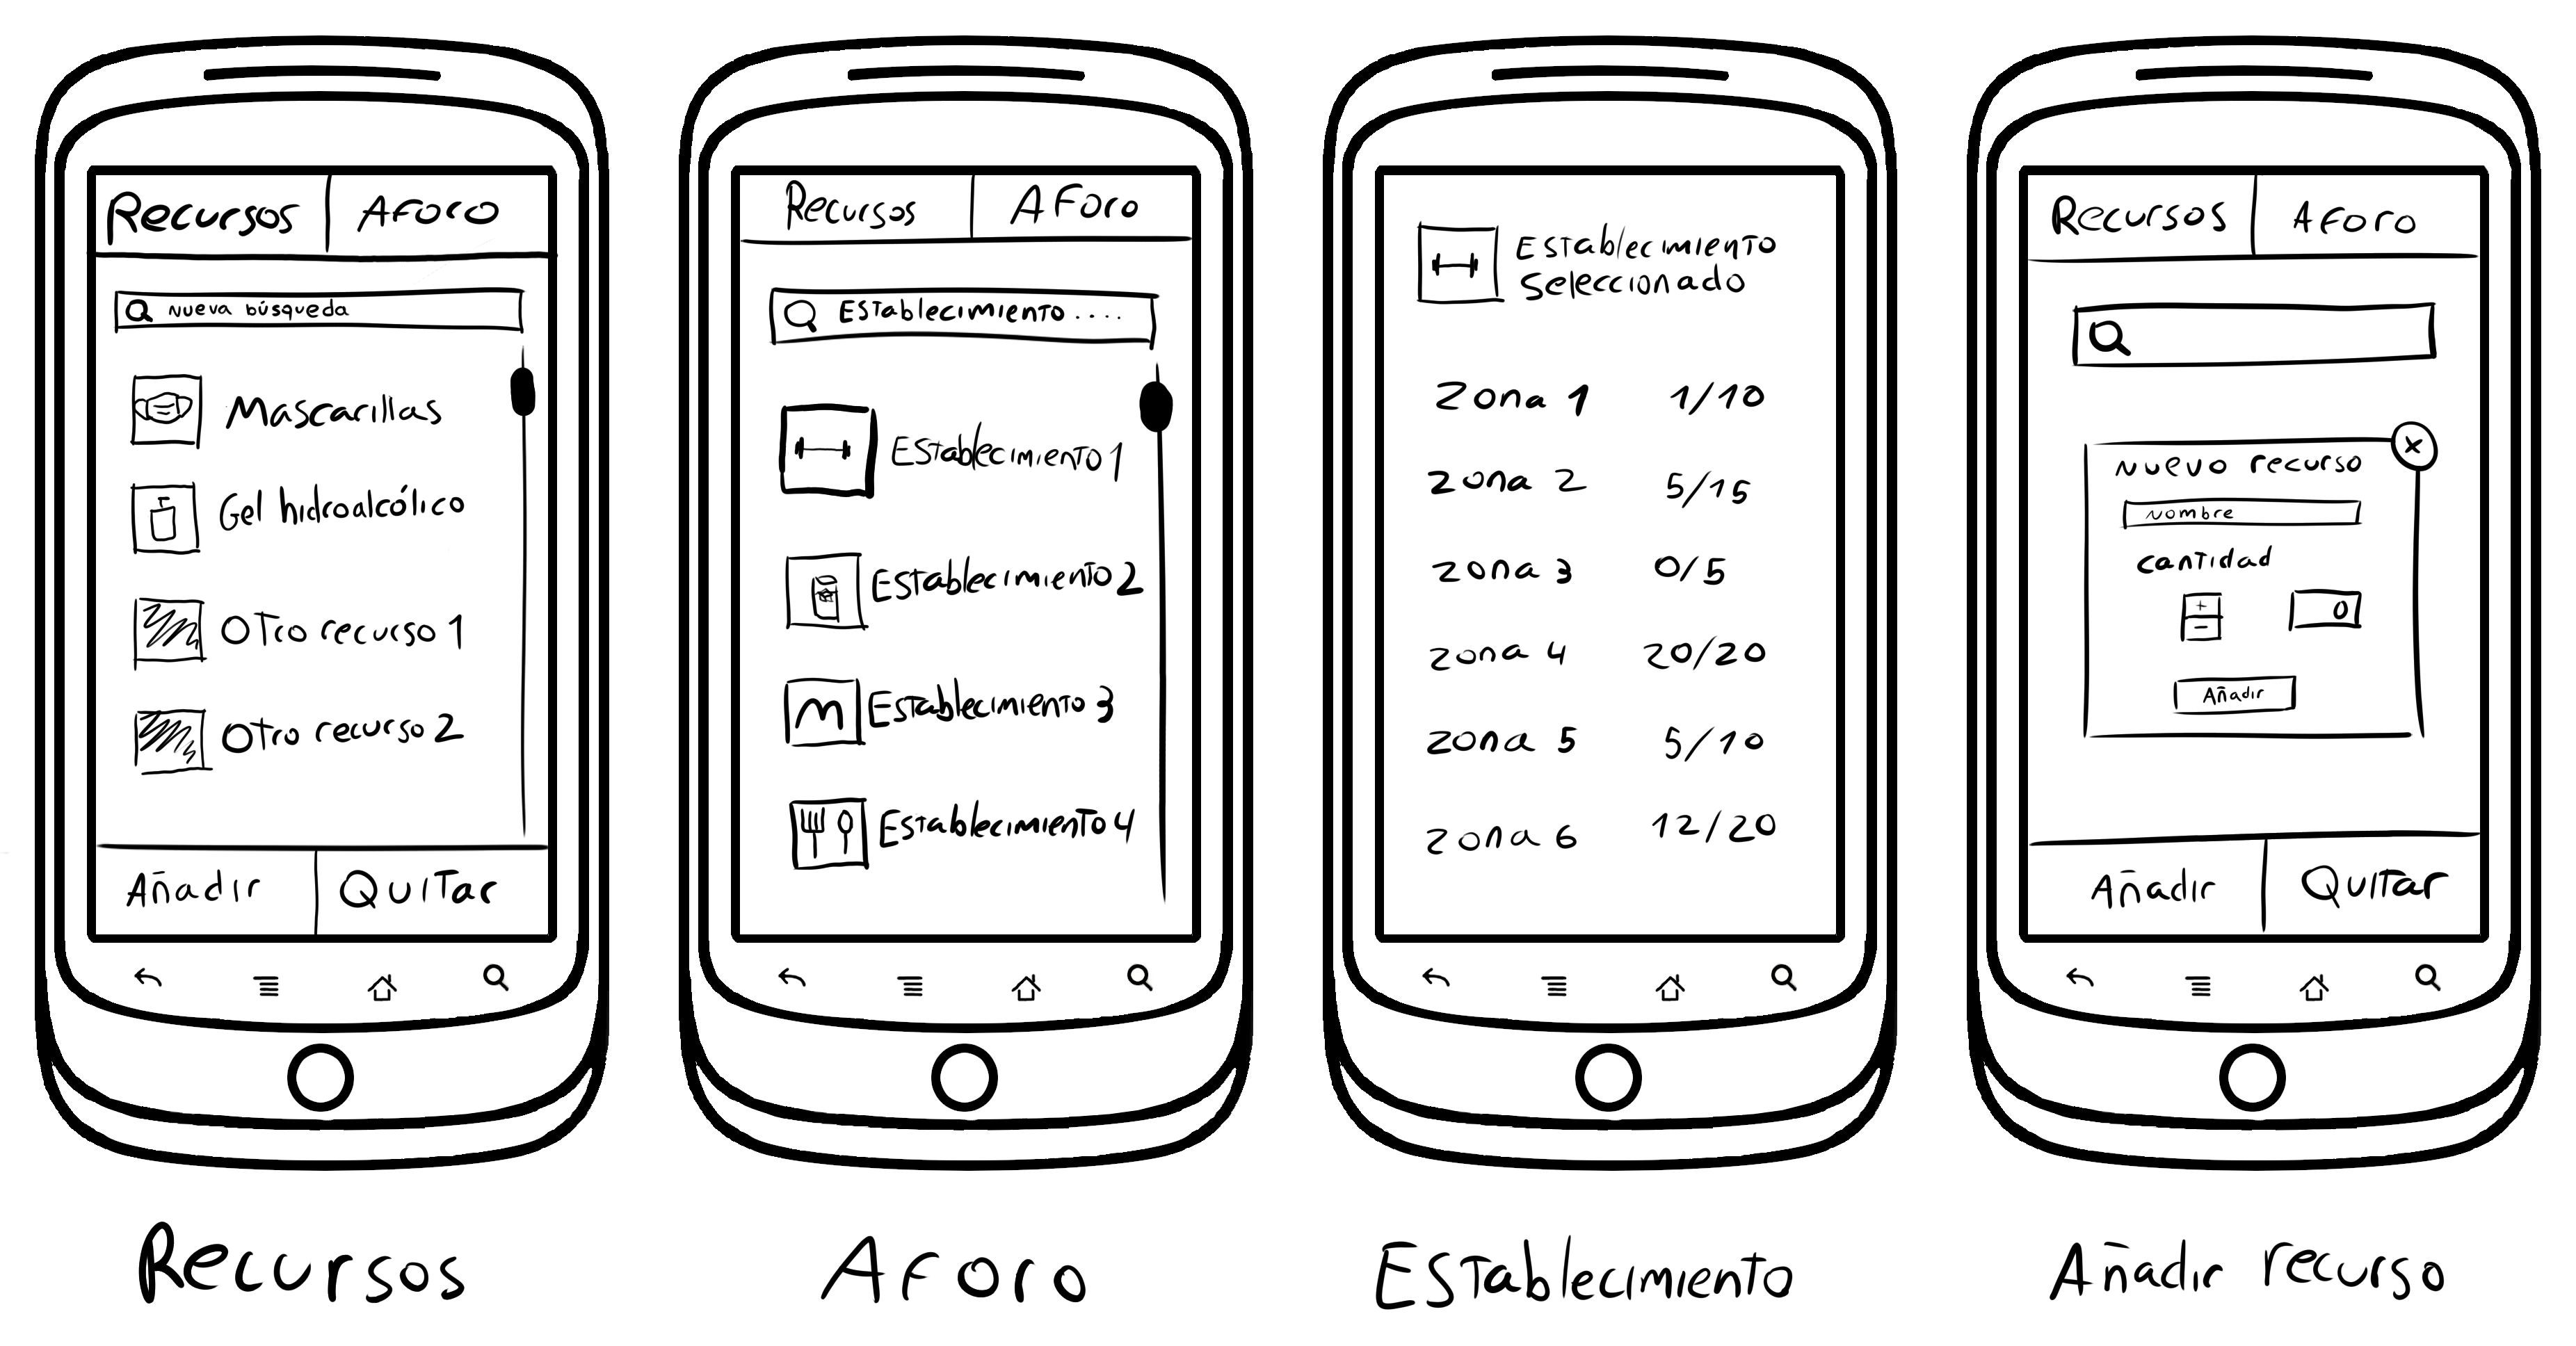 Recursos
Aforo
Nueva búsqueda
Mascarillas
Gel hidroalcólico
Otro recurso 1
Otro recurso 2
Añadir
Quitar
Recursos
Recursos
Aforo
Establecimiento ....
Establecimiento 1
Establecimiento 2
Establecimiento 3
Establecimiento 4
Aforo
Establecimiento
Seleccionado
Zona 1 1/10
Zona 2 5/15
Zona 3 0/5
Zona 4 20/20
Zona 5 5/10
Zona 6 12/20
Establecimiento
Recursos
Aforo
x
Nuevo recurso
Nombre
cantidad
+
-
0
Añadir
Añadir
Quitar
Añadir recurso